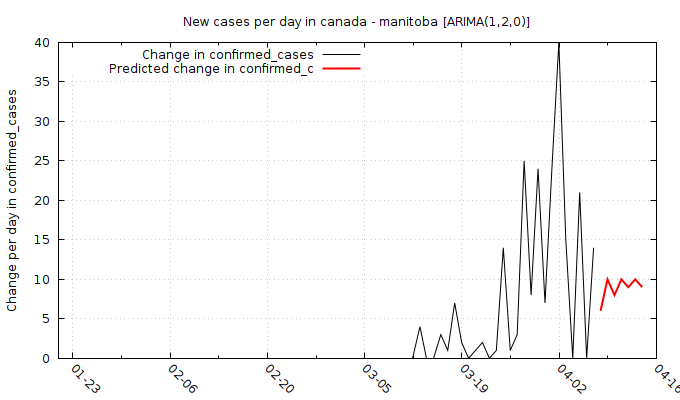 New cases per day in canada - manitoba [ARIMA(1,2,0)]
Change in confirmed_cases
Predicted change in confirmed_c
Change per day in confirmed_cases
40
35
30
25
20
15
10
5
0
01-23 02-06 02-20 03-05 03-19 04-02 04-16